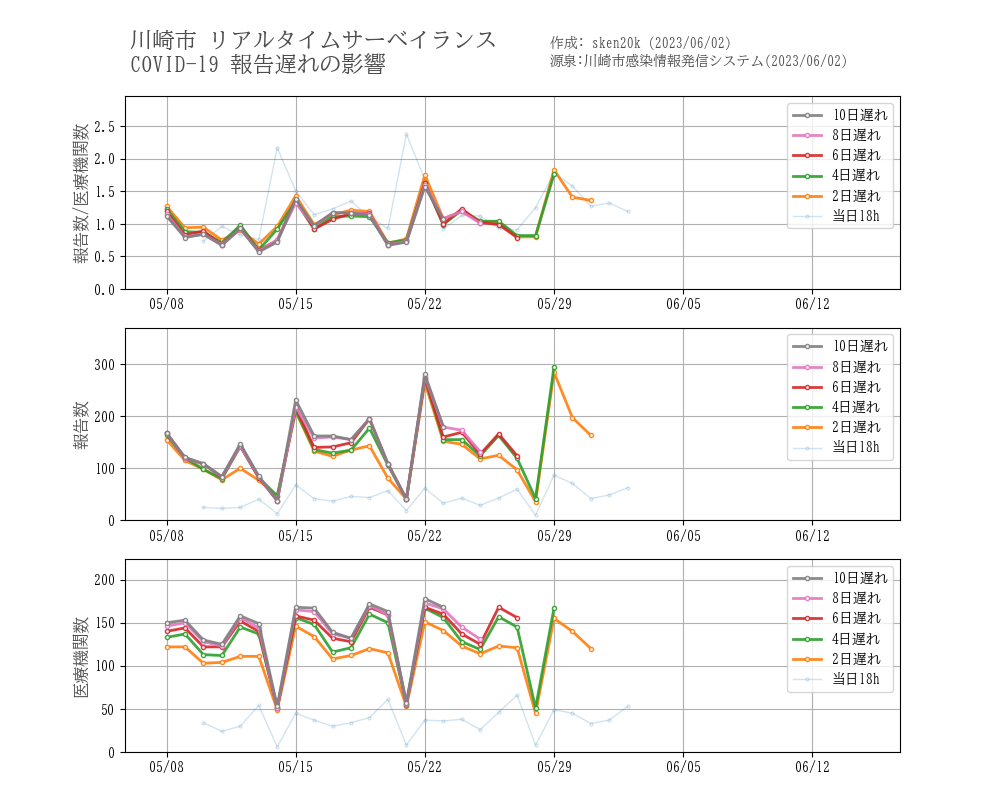 川崎市 リアルタイムサーベイランス
COVID-19 報告遅れの影響
作成: sken20k (2023/06/02)
源泉:川崎市感染情報発信システム(2023/06/02)
報告数/医療機関数
2.5
2.0
1.5
1.0
0.5
0.0
10日遅れ
8日遅れ
6日遅れ
4日遅れ
2日遅れ
当日18h
05/08 05/15 05/22 05/29 06/05 06/12
報告数
300
200
100
0
10日遅れ
8日遅れ
6日遅れ
4日遅れ
2日遅れ
当日18h
05/08 05/15 05/22 05/29 06/05 06/12
医療機関数
200
150
100
50
0
10日遅れ
8日遅れ
6日遅れ
4日遅れ
2日遅れ
当日18h
05/08 05/15 05/22 05/29 06/05 06/12